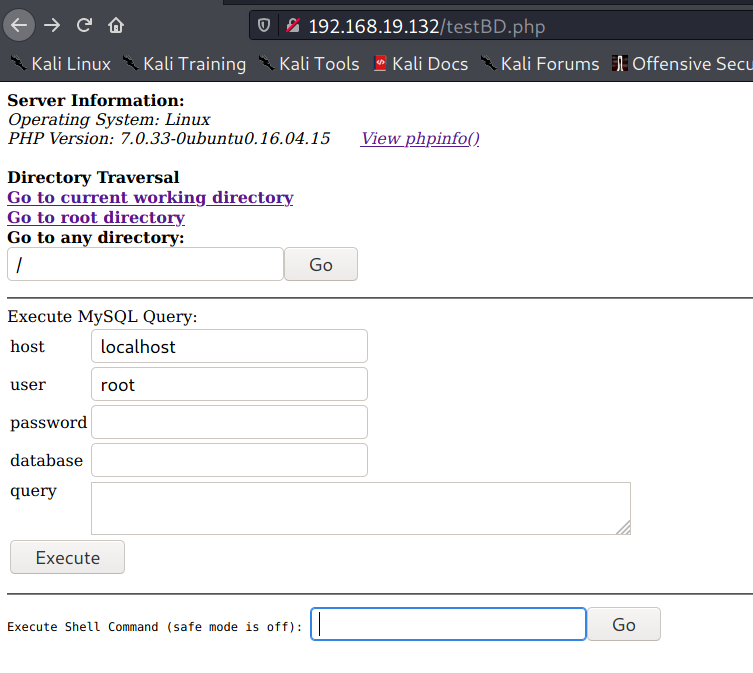 192.168.19.132/testBD.php
Kali Linux Kali Training Kali Tools Kali Docs Kali Forums Offensive Secu
Server Information:
Operating System: Linux
PHP Version: 7.0.33-0ubuntu0.16.04.15 View phpinfo()
Directory Traversal
Go to current working directory
Go to root directory
Go to any directory:
/ Go
Execute MySQL Query:
host localhost
user root
password
database
query
Execute
Execute Shell Command (safe mode is off): Go